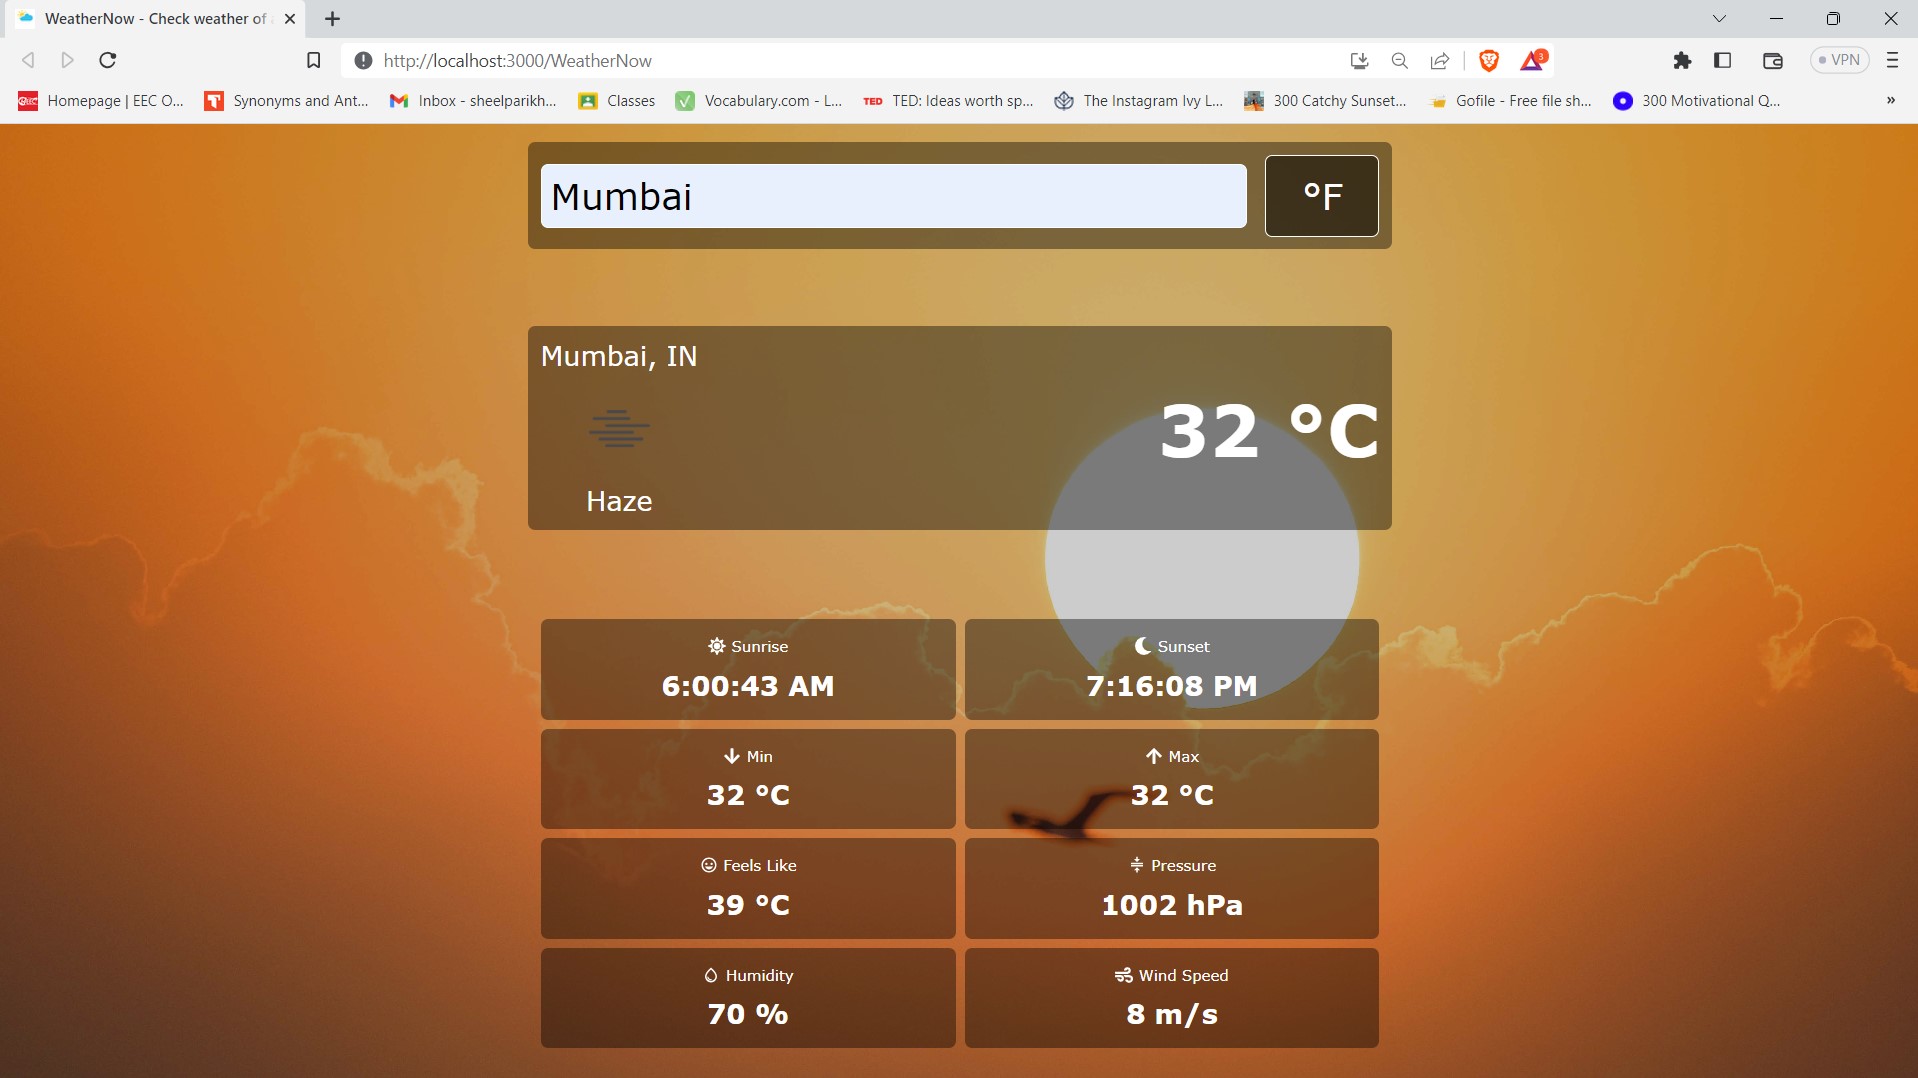 WeatherNow - Check weather of
http://localhost:3000/WeatherNow
3
VPN
Homepage | EEC O...
Synonyms and Ant...
Inbox - sheelparikh...
Classes
Vocabulary.com - L...
TED
TED: Ideas worth sp...
The Instagram Ivy L...
300 Catchy Sunset...
Gofile - Free file sh...
300 Motivational Q...
»
Mumbai
°F
Mumbai, IN
32 °C
Haze
Sunrise
6:00:43 AM
Sunset
7:16:08 PM
Min
32 °C
Max
32 °C
Feels Like
39 °C
Pressure
1002 hPa
Humidity
70 %
Wind Speed
8 m/s